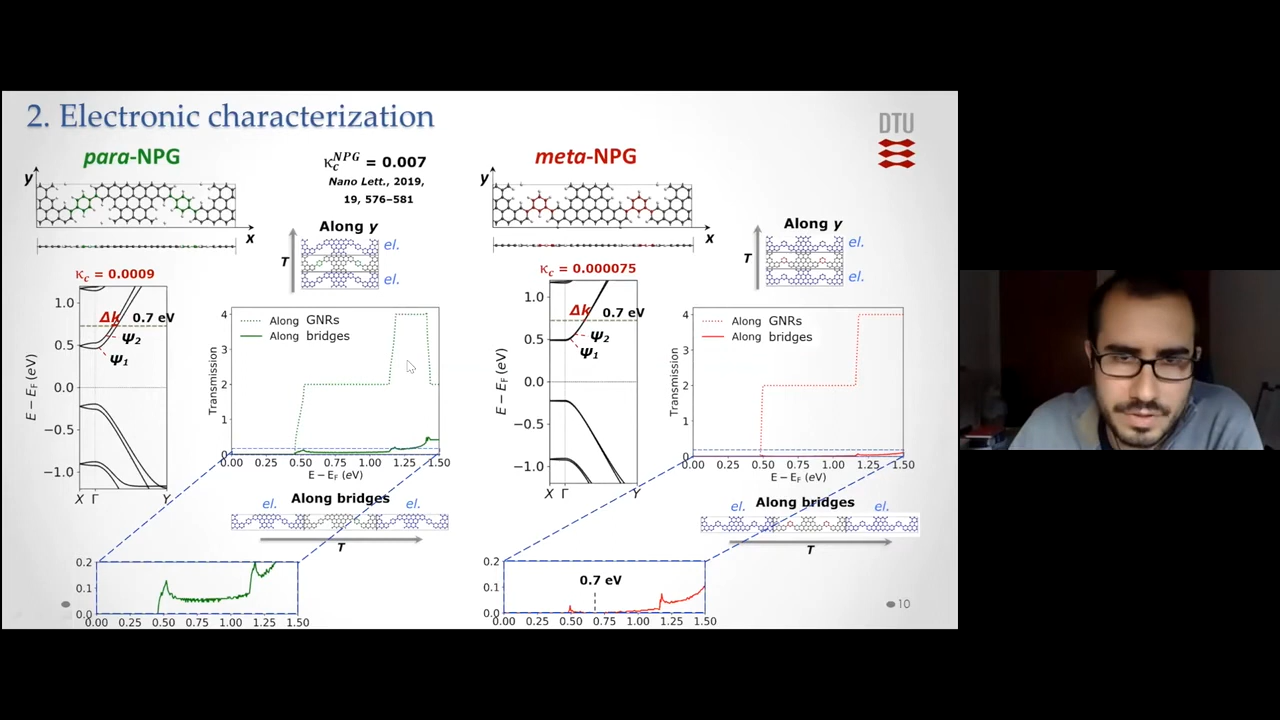 2. Electronic characterization
DTU
para-NPG
κ_c^NPG = 0.007
Nano Lett., 2019,
19, 576–581
meta-NPG
y
x
Along y
el.
T
el.
y
x
Along y
el.
T
el.
κc = 0.0009
1.0
0.5
0.0
−0.5
−1.0
E − EF (eV)
Δk
0.7 eV
Ψ2
Ψ1
X Γ Y
4
3
2
1
0
Transmission
Along GNRs
Along bridges
0.00 0.25 0.50 0.75 1.00 1.25 1.50
E − EF (eV)
κc = 0.000075
1.0
0.5
0.0
−0.5
−1.0
E − EF (eV)
Δk
0.7 eV
Ψ2
Ψ1
X Γ Y
4
3
2
1
0
Transmission
Along GNRs
Along bridges
0.00 0.25 0.50 0.75 1.00 1.25 1.50
E − EF (eV)
Along bridges
el. el.
T
Along bridges
el. el.
T
0.2
0.1
0.0
0.00 0.25 0.50 0.75 1.00 1.25 1.50
0.2
0.1
0.0
0.7 eV
0.00 0.25 0.50 0.75 1.00 1.25 1.50
10